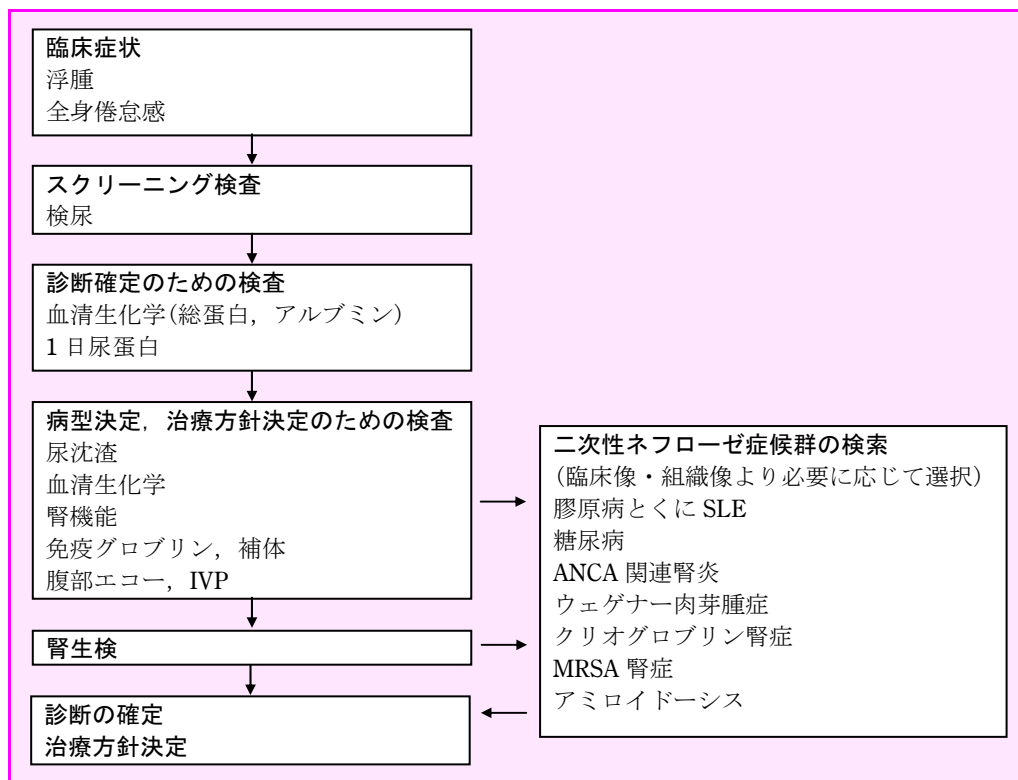 臨床症状
浮腫
全身倦怠感
スクリーニング検査
検尿
診断確定のための検査
血清生化学(総蛋白，アルブミン)
1日尿蛋白
病型決定，治療方針決定のための検査
尿沈渣
血清生化学
腎機能
免疫グロブリン，補体
腹部エコー，IVP
腎生検
診断の確定
治療方針決定
二次性ネフローゼ症候群の検索
(臨床像・組織像より必要に応じて選択)
膠原病とくに SLE
糖尿病
ANCA 関連腎炎
ウェゲナー肉芽腫症
クリオグロブリン腎症
MRSA 腎症
アミロイドーシス